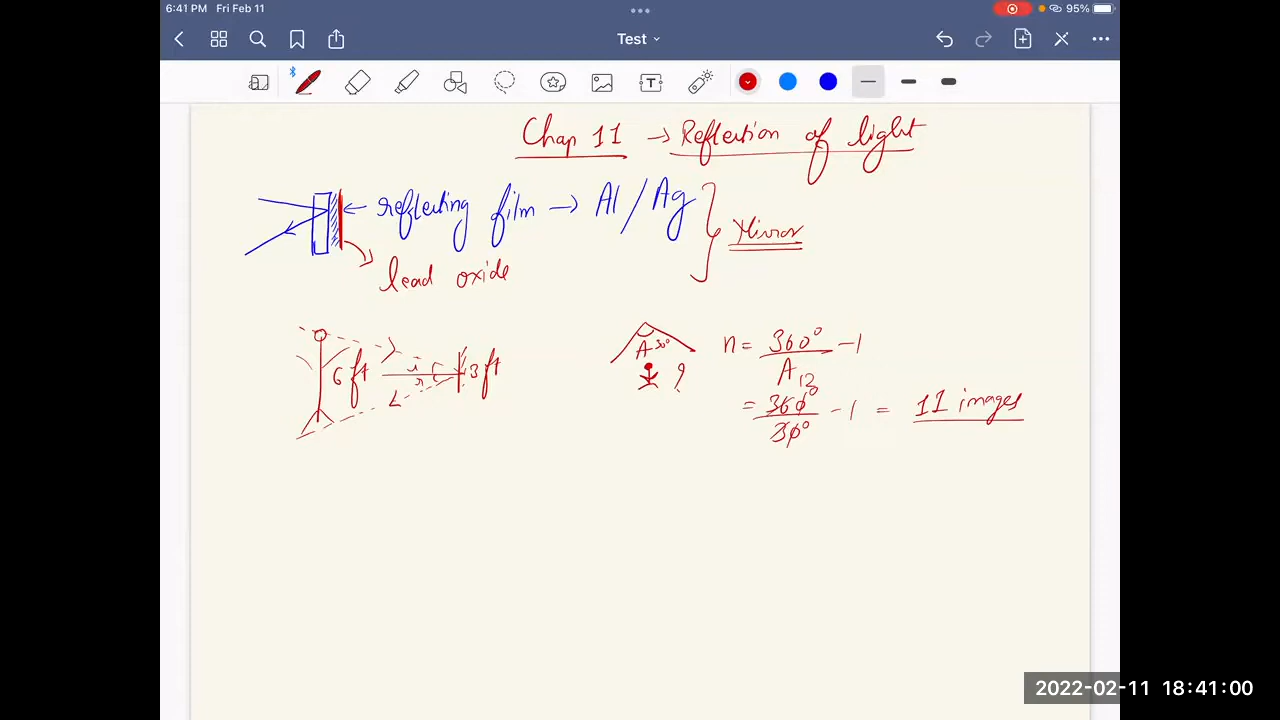 6:41 PM Fri Feb 11
95%
Test
Chap 11 → Reflection of light
← reflecting film → Al/Ag
Mirror
lead oxide
6 ft
i
r
3 ft
A 30°
?
n = 360° / A - 1
12
= 360° / 30° - 1 = 11 images
2022-02-11 18:41:00